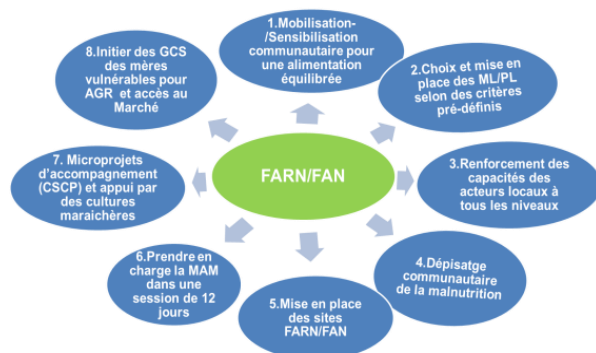 1.Mobilisation-
/Sensibilisation
communautaire pour
une alimentation
équilibrée
2.Choix et mise
en place des ML/PL
selon des critères
pré-définis
3.Renforcement des
capacités des
acteurs locaux à
tous les niveaux
4.Dépisatge
communautaire
de la malnutrition
5.Mise en place
des sites
FARN/FAN
6.Prendre en
charge la MAM
dans une
session de 12
jours
7. Microprojets
d'accompagnement
(CSCP) et appui par
des cultures
maraichères
8.Initier des GCS
des mères
vulnérables pour
AGR et accès au
Marché
FARN/FAN